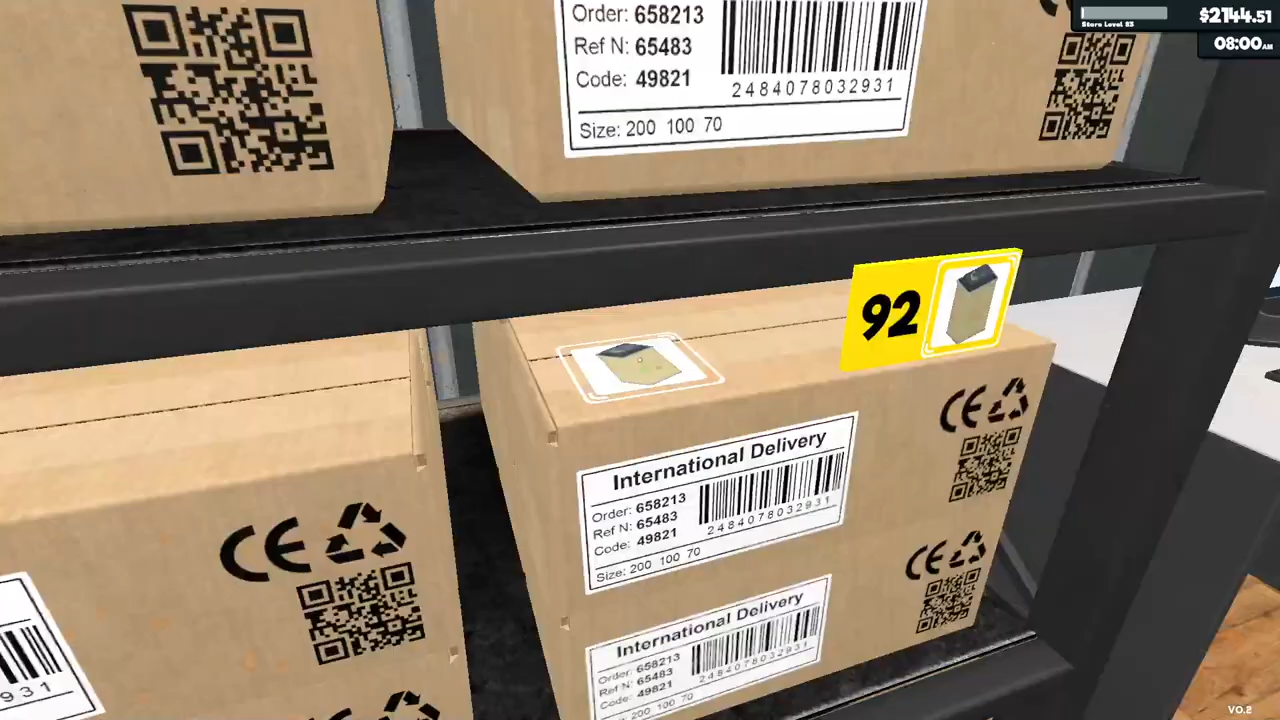 Order: 658213
Ref N: 65483
Code: 49821
2484078032931
Size: 200 100 70
$2144.51
Store Level 83
08:00AM
92
International Delivery
Order: 658213
Ref N: 65483
Code: 49821
2484078032931
Size: 200 100 70
CE
CE
International Delivery
Order: 658213
Ref N: 65483
Code: 49821
2484078032931
200 100 70
CE
931
V0.2